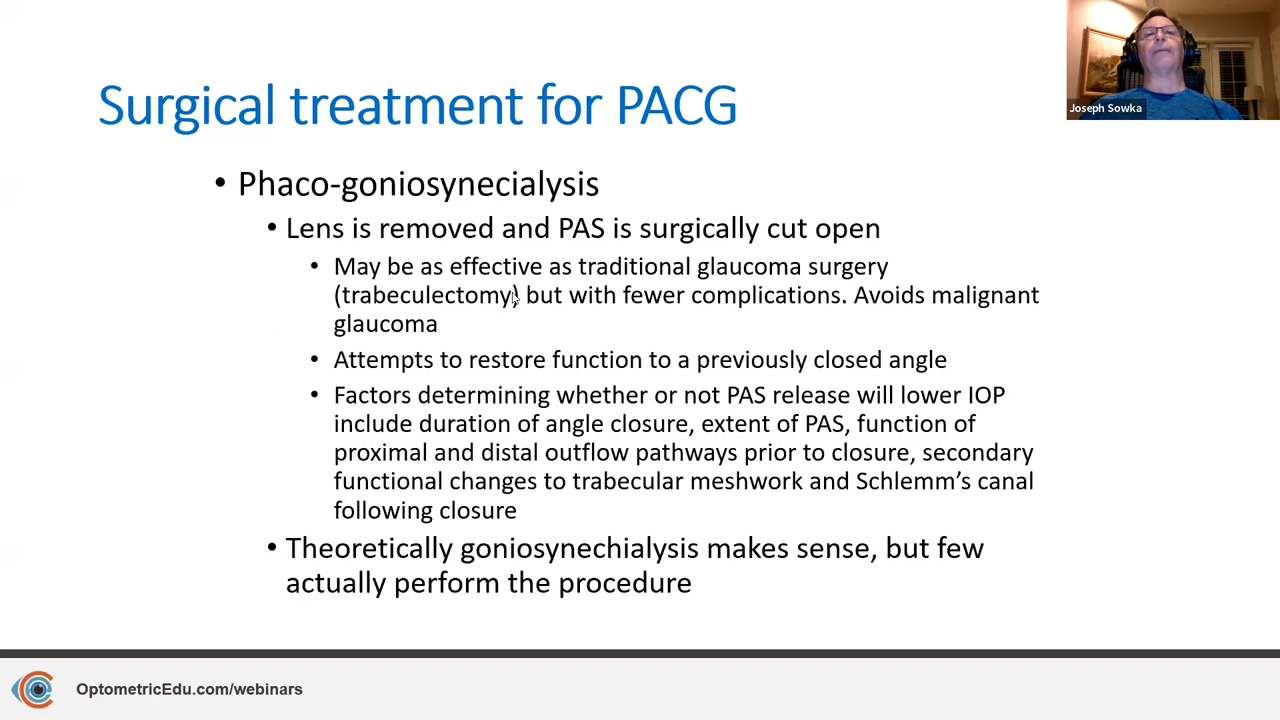 Joseph Sowka
Surgical treatment for PACG
• Phaco-goniosynecialysis
• Lens is removed and PAS is surgically cut open
• May be as effective as traditional glaucoma surgery
(trabeculectomy) but with fewer complications. Avoids malignant
glaucoma
• Attempts to restore function to a previously closed angle
• Factors determining whether or not PAS release will lower IOP
include duration of angle closure, extent of PAS, function of
proximal and distal outflow pathways prior to closure, secondary
functional changes to trabecular meshwork and Schlemm’s canal
following closure
• Theoretically goniosynechialysis makes sense, but few
actually perform the procedure
OptometricEdu.com/webinars